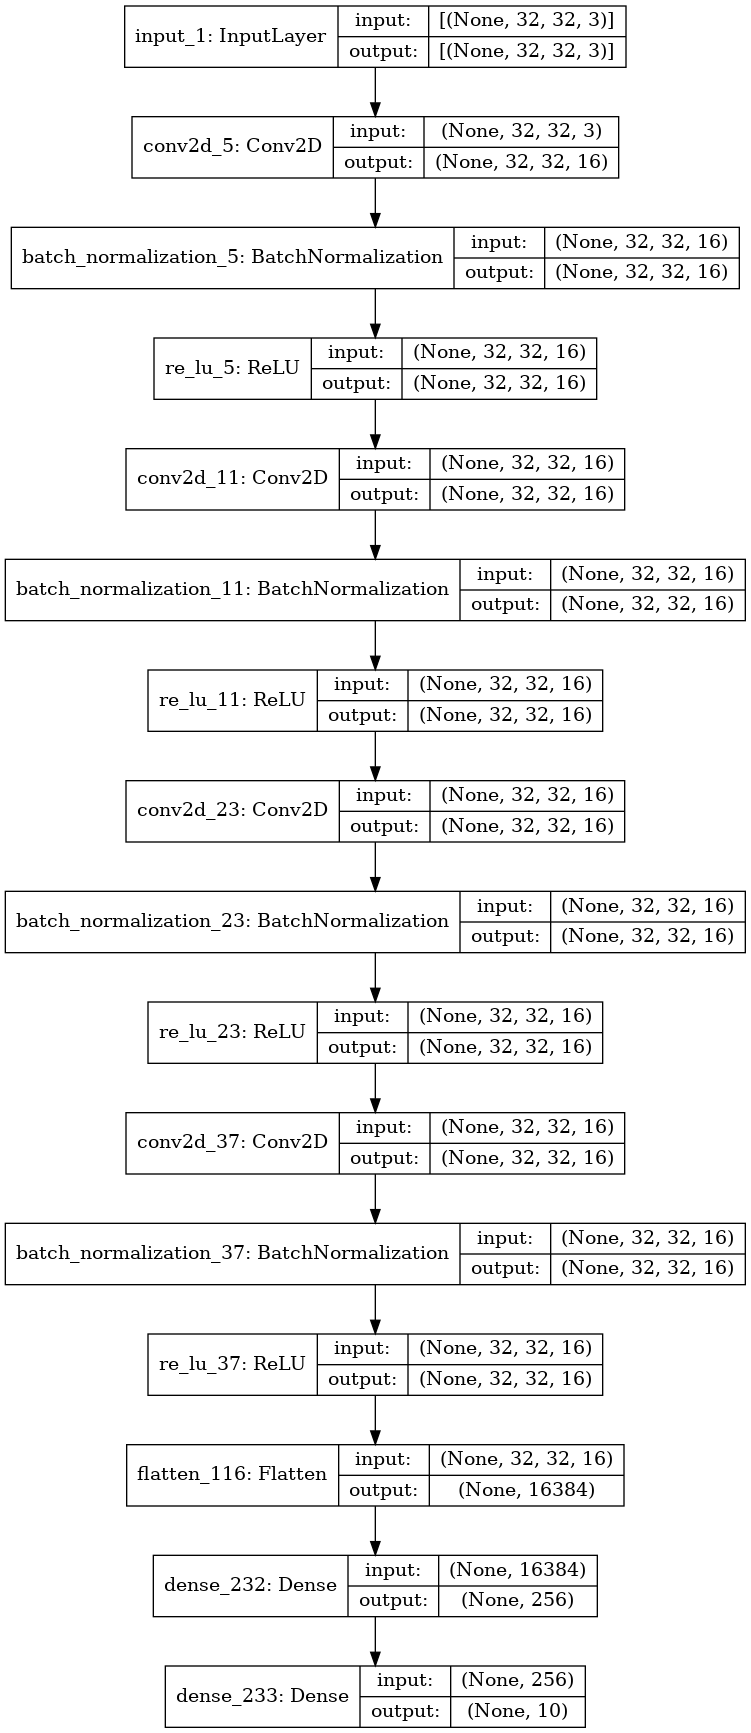 input_1: InputLayer
input: [(None, 32, 32, 3)]
output: [(None, 32, 32, 3)]
conv2d_5: Conv2D
input: (None, 32, 32, 3)
output: (None, 32, 32, 16)
batch_normalization_5: BatchNormalization
input: (None, 32, 32, 16)
output: (None, 32, 32, 16)
re_lu_5: ReLU
input: (None, 32, 32, 16)
output: (None, 32, 32, 16)
conv2d_11: Conv2D
input: (None, 32, 32, 16)
output: (None, 32, 32, 16)
batch_normalization_11: BatchNormalization
input: (None, 32, 32, 16)
output: (None, 32, 32, 16)
re_lu_11: ReLU
input: (None, 32, 32, 16)
output: (None, 32, 32, 16)
conv2d_23: Conv2D
input: (None, 32, 32, 16)
output: (None, 32, 32, 16)
batch_normalization_23: BatchNormalization
input: (None, 32, 32, 16)
output: (None, 32, 32, 16)
re_lu_23: ReLU
input: (None, 32, 32, 16)
output: (None, 32, 32, 16)
conv2d_37: Conv2D
input: (None, 32, 32, 16)
output: (None, 32, 32, 16)
batch_normalization_37: BatchNormalization
input: (None, 32, 32, 16)
output: (None, 32, 32, 16)
re_lu_37: ReLU
input: (None, 32, 32, 16)
output: (None, 32, 32, 16)
flatten_116: Flatten
input: (None, 32, 32, 16)
output: (None, 16384)
dense_232: Dense
input: (None, 16384)
output: (None, 256)
dense_233: Dense
input: (None, 256)
output: (None, 10)